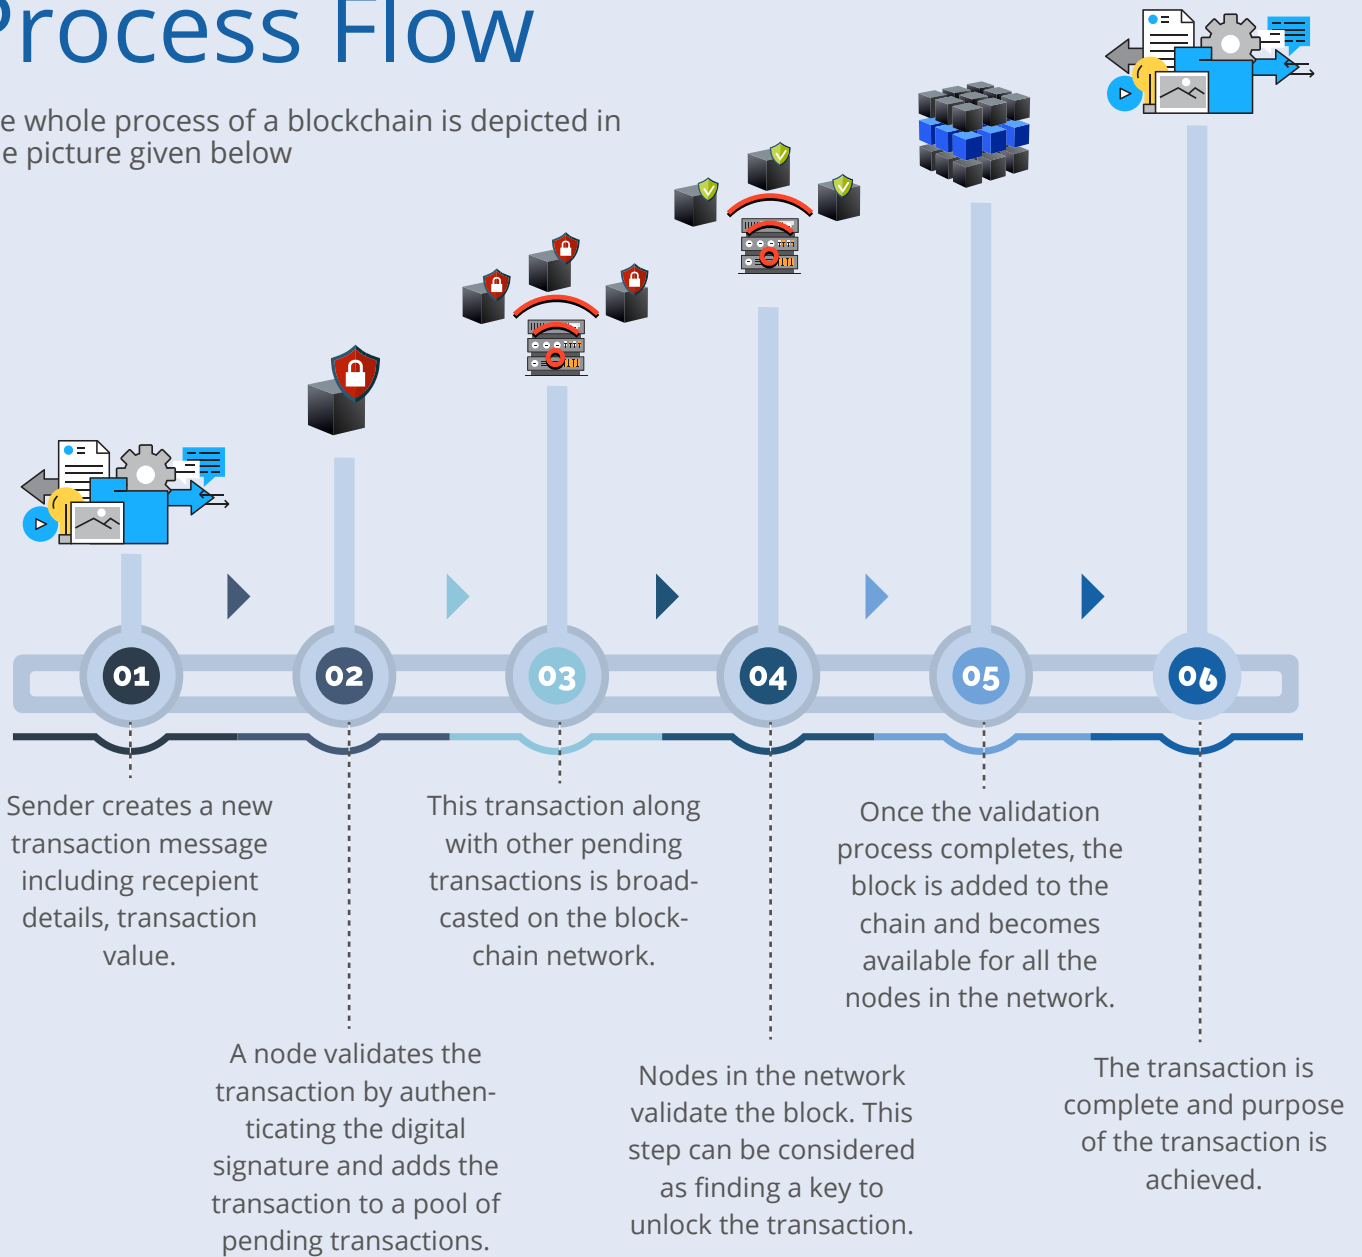 Process Flow
e whole process of a blockchain is depicted in
e picture given below
01
02
03
04
05
06
Sender creates a new
transaction message
including recepient
details, transaction
value.
A node validates the
transaction by authen-
ticating the digital
signature and adds the
transaction to a pool of
pending transactions.
This transaction along
with other pending
transactions is broad-
casted on the block-
chain network.
Nodes in the network
validate the block. This
step can be considered
as finding a key to
unlock the transaction.
Once the validation
process completes, the
block is added to the
chain and becomes
available for all the
nodes in the network.
The transaction is
complete and purpose
of the transaction is
achieved.